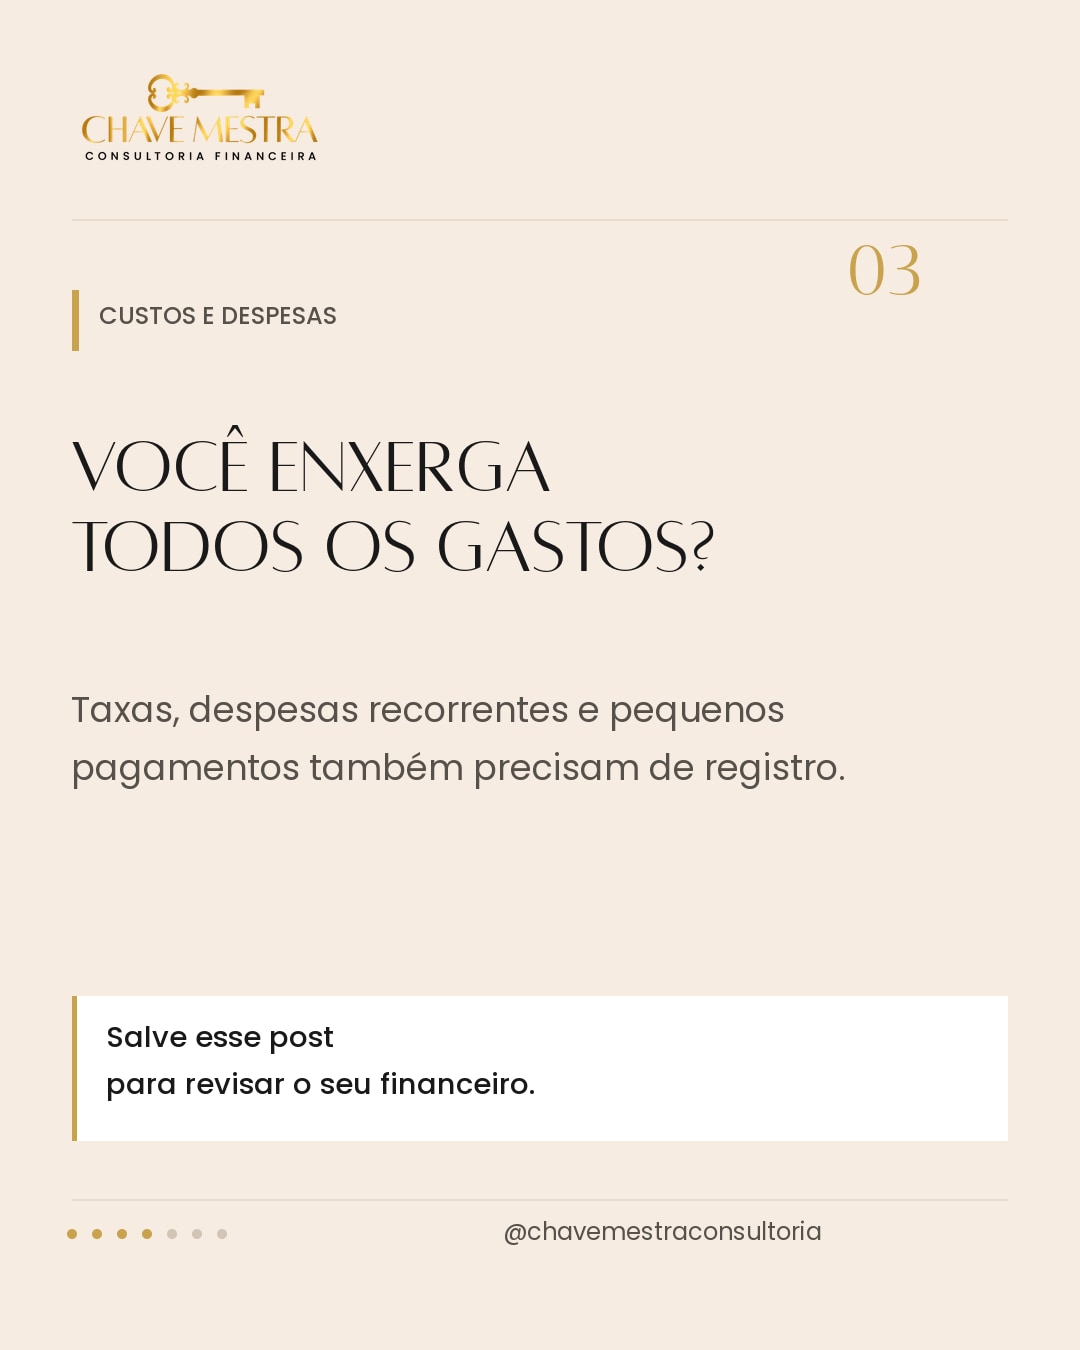 CHAVE MESTRA
CONSULTORIA FINANCEIRA
03
CUSTOS E DESPESAS
VOCÊ ENXERGA
TODOS OS GASTOS?
Taxas, despesas recorrentes e pequenos
pagamentos também precisam de registro.
Salve esse post
para revisar o seu financeiro.
@chavemestraconsultoria